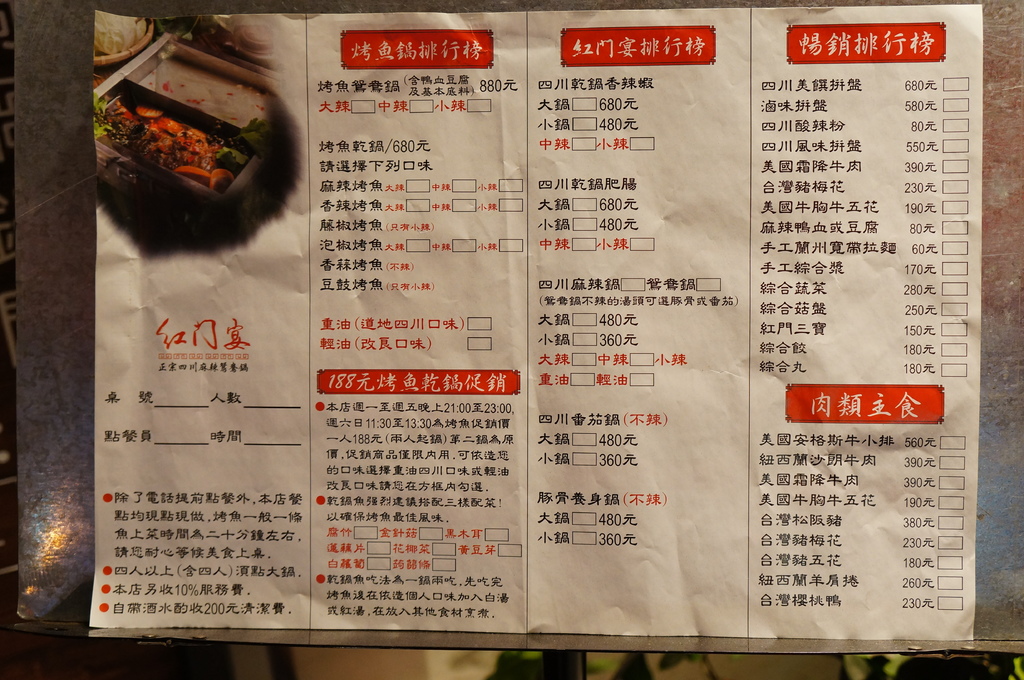 红门宴
正宗四川麻辣鴛鴦鍋
桌 號 人數
點餐員 時間
●除了電話提前點餐外,本店餐
點均現點現做,烤魚一般一條
魚上菜時間為二十分鐘左右,
請您耐心等候美食上桌.
●四人以上(含四人)須點大鍋.
●本店另收10%服務費.
●自帶酒水酌收200元清潔費.
烤魚鍋排行榜
烤魚鴛鴦鍋(含鴨血豆腐及基本底料)880元
大辣 中辣 小辣
烤魚乾鍋/680元
請選擇下列口味
麻辣烤魚 大辣 中辣 小辣
香辣烤魚 大辣 中辣 小辣
藤椒烤魚(只有小辣)
泡椒烤魚 大辣 中辣 小辣
香蒜烤魚(不辣)
豆鼓烤魚(只有小辣)
重油(道地四川口味)
輕油(改良口味)
188元烤魚乾鍋促銷
●本店週一至週五晚上21:00至23:00,
週六日11:30至13:30為烤魚促銷價
一人188元(兩人起鍋)第二鍋為原
價,促銷商品僅限內用,可依造您
的口味選擇重油四川口味或輕油
改良口味請您在方框內勾選.
●乾鍋魚強烈建議搭配三樣配菜!
以確保烤魚最佳風味.
腐竹 金針菇 黑木耳
蓮藕片 花椰菜 黃豆芽
白蘿蔔 蒟蒻條
●乾鍋魚吃法為一鍋兩吃,先吃完
烤魚後在依造個人口味加入白湯
或紅湯,在放入其他食材烹煮.
红门宴排行榜
四川乾鍋香辣蝦
大鍋 680元
小鍋 480元
中辣 小辣
四川乾鍋肥腸
大鍋 680元
小鍋 480元
中辣 小辣
四川麻辣鍋 鴛鴦鍋
(鴛鴦鍋不辣的湯頭可選豚骨或番茄)
大鍋 480元
小鍋 360元
大辣 中辣 小辣
重油 輕油
四川番茄鍋(不辣)
大鍋 480元
小鍋 360元
豚骨養身鍋(不辣)
大鍋 480元
小鍋 360元
暢銷排行榜
四川美饌拼盤 680元
滷味拼盤 580元
四川酸辣粉 80元
四川風味拼盤 550元
美國霜降牛肉 390元
台灣豬梅花 230元
美國牛胸牛五花 190元
麻辣鴨血或豆腐 80元
手工蘭州寬帶拉麵 60元
手工綜合漿 170元
綜合蔬菜 280元
綜合菇盤 250元
紅門三寶 150元
綜合餃 180元
綜合丸 180元
肉類主食
美國安格斯牛小排 560元
紐西蘭沙朗牛肉 390元
美國霜降牛肉 390元
美國牛胸牛五花 190元
台灣松阪豬 380元
台灣豬梅花 230元
台灣豬五花 180元
紐西蘭羊肩捲 260元
台灣櫻桃鴨 230元